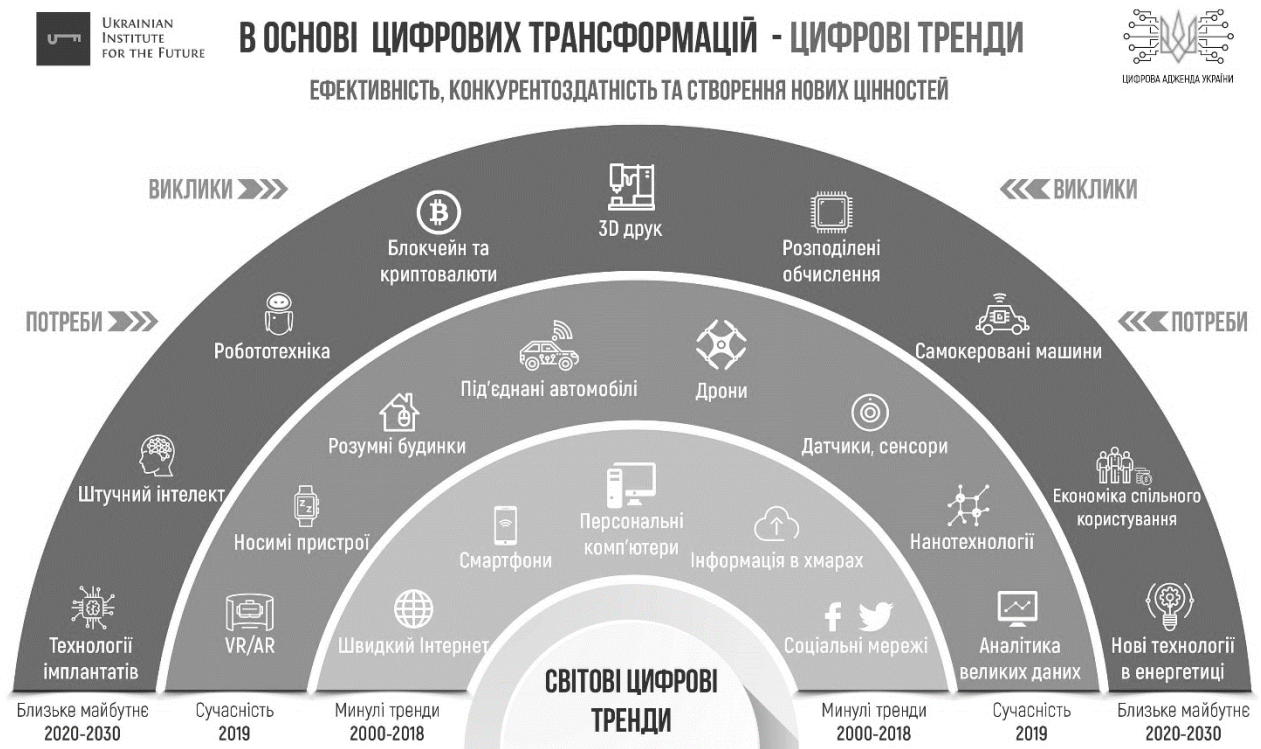 UKRAINIAN
INSTITUTE
FOR THE FUTURE
В ОСНОВІ ЦИФРОВИХ ТРАНСФОРМАЦІЙ - ЦИФРОВІ ТРЕНДИ
ЕФЕКТИВНІСТЬ, КОНКУРЕНТОЗДАТНІСТЬ ТА СТВОРЕННЯ НОВИХ ЦІННОСТЕЙ
ЦИФРОВА АДЖЕНДА УКРАЇНИ
ВИКЛИКИ
ВИКЛИКИ
ПОТРЕБИ
ПОТРЕБИ
Технології
імплантатів
Штучний інтелект
Робототехніка
Блокчейн та
криптовалюти
3D друк
Розподілені
обчислення
Самокеровані машини
Економіка спільного
користування
Нові технології
в енергетиці
VR/AR
Носимі пристрої
Розумні будинки
Під'єднані автомобілі
Дрони
Датчики, сенсори
Нанотехнології
Аналітика
великих даних
Швидкий Інтернет
Смартфони
Персональні
комп'ютери
Інформація в хмарах
Соціальні мережі
СВІТОВІ ЦИФРОВІ
ТРЕНДИ
Близьке майбутнє
2020-2030
Сучасність
2019
Минулі тренди
2000-2018
Минулі тренди
2000-2018
Сучасність
2019
Близьке майбутнє
2020-2030